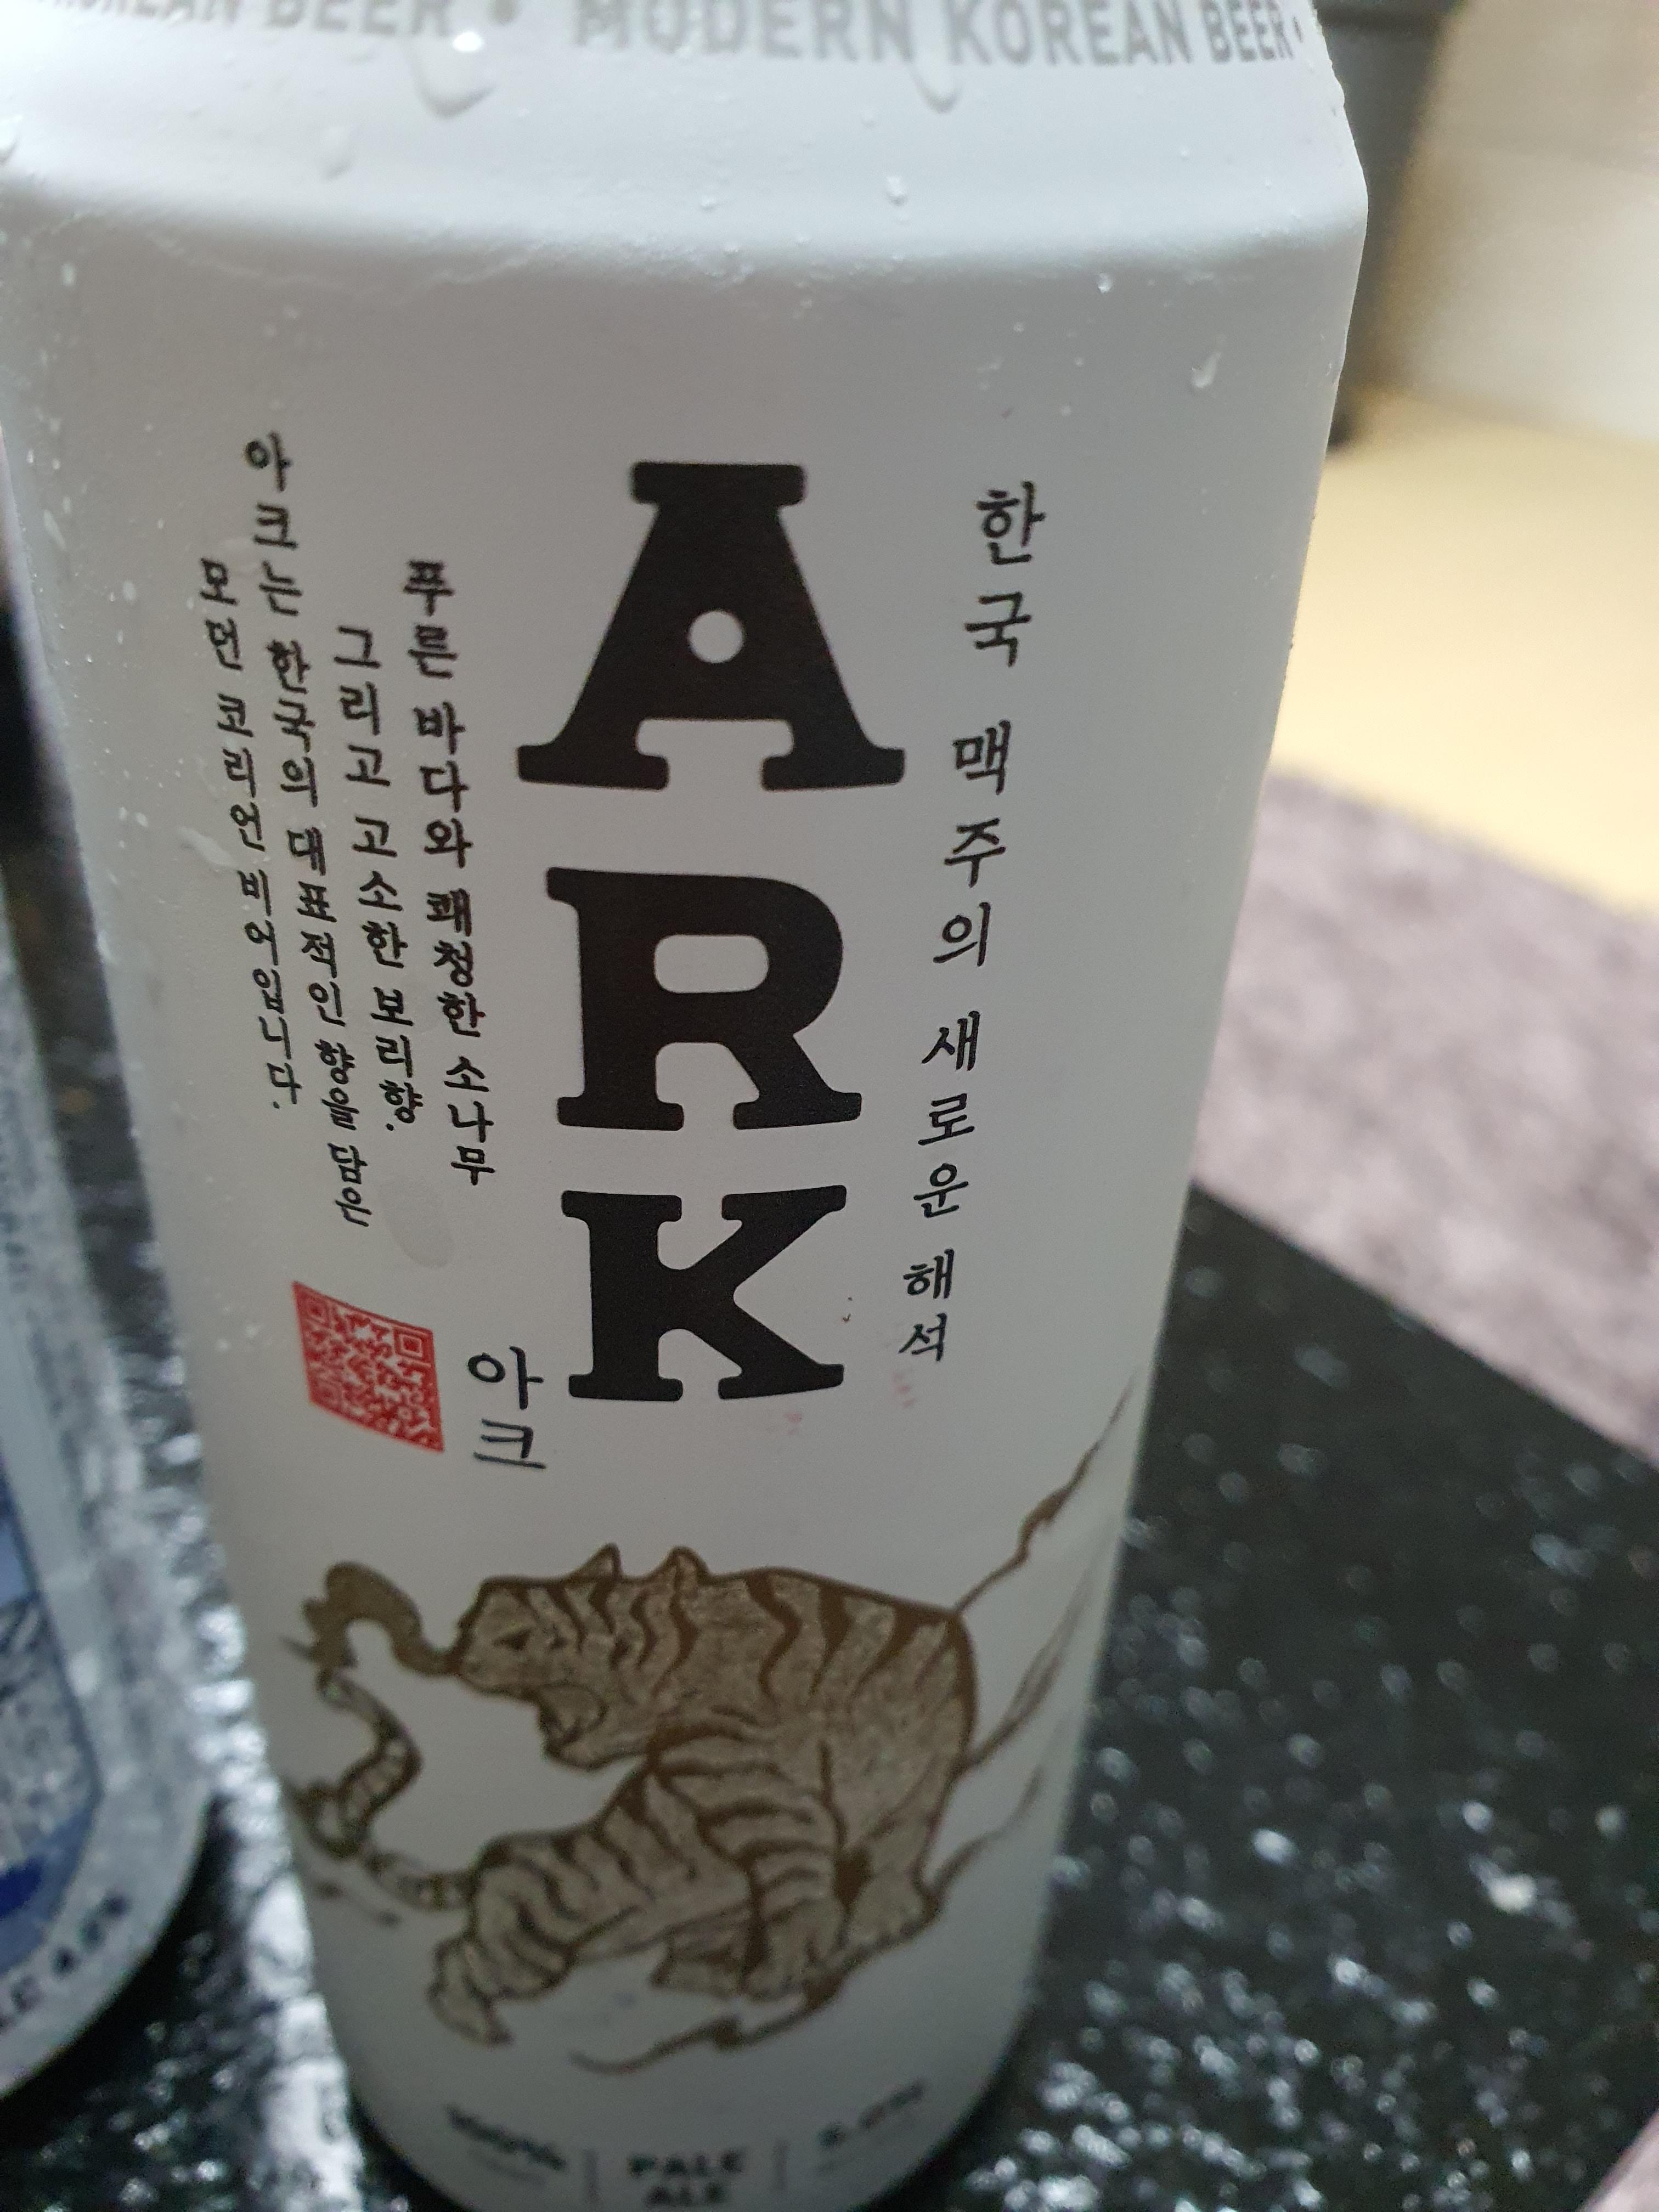 KOREAN BEER • MODERN KOREAN BEER •
한국 맥주의 새로운 해석
ARK
아크
푸른 바다와 쾌청한 소나무
그리고 고소한 보리향.
아크는 한국의 대표적인 향을 담은
모던 코리안 비어입니다.
PALE
ALE